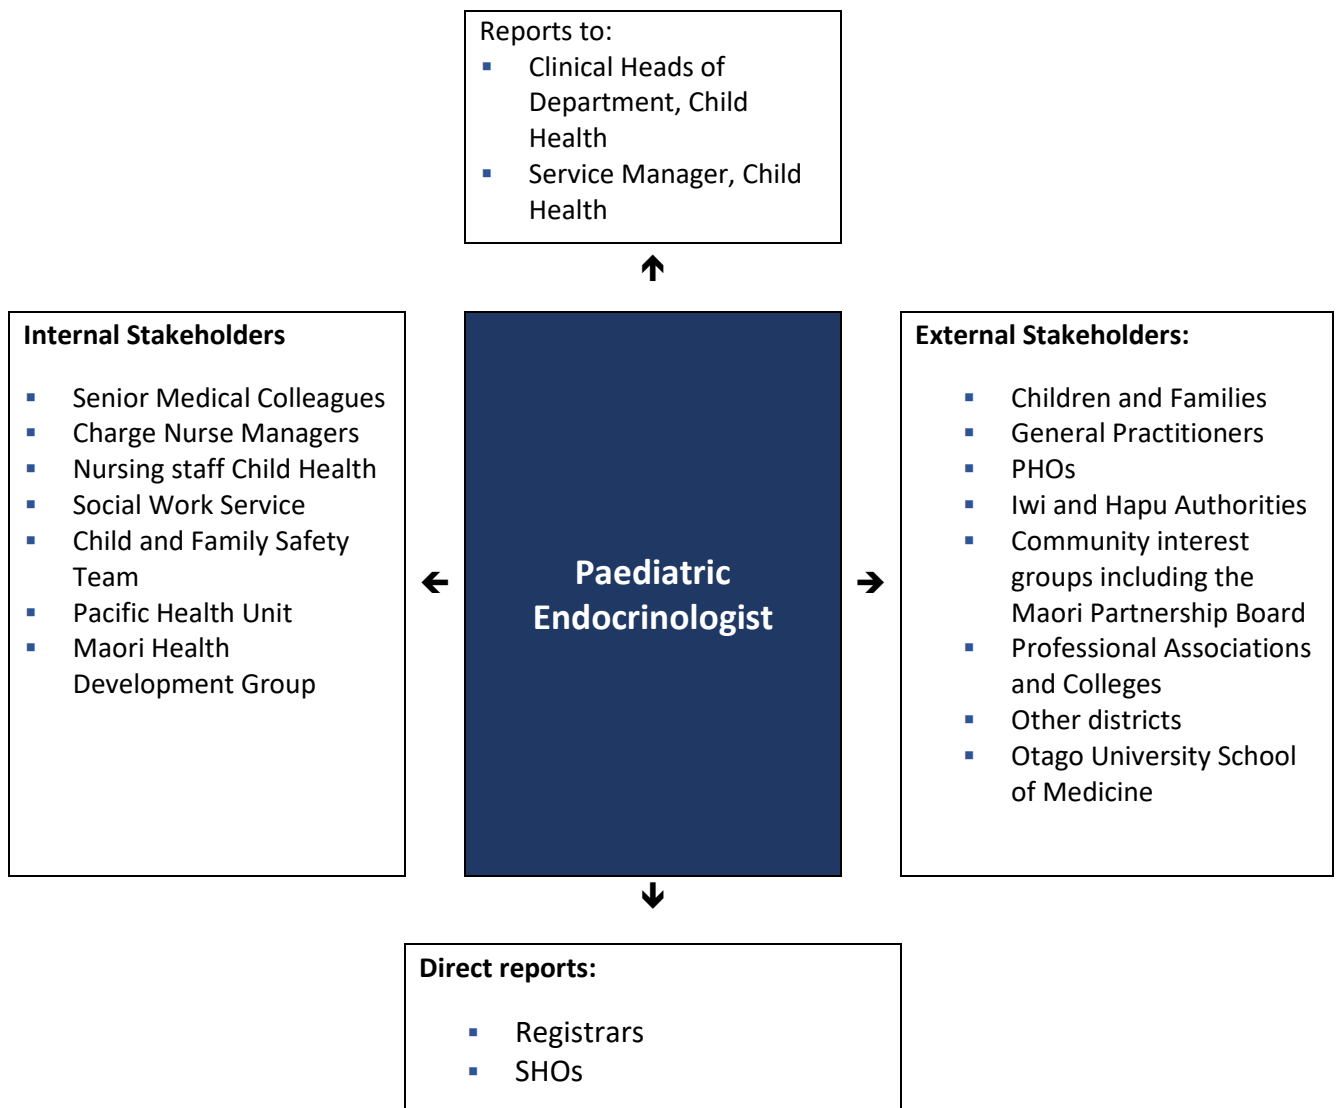 Reports to:
▪ Clinical Heads of
Department, Child
Health
▪ Service Manager, Child
Health
Internal Stakeholders
▪ Senior Medical Colleagues
▪ Charge Nurse Managers
▪ Nursing staff Child Health
▪ Social Work Service
▪ Child and Family Safety
Team
▪ Pacific Health Unit
▪ Maori Health
Development Group
Paediatric
Endocrinologist
External Stakeholders:
▪ Children and Families
▪ General Practitioners
▪ PHOs
▪ Iwi and Hapu Authorities
▪ Community interest
groups including the
Maori Partnership Board
▪ Professional Associations
and Colleges
▪ Other districts
▪ Otago University School
of Medicine
Direct reports:
▪ Registrars
▪ SHOs